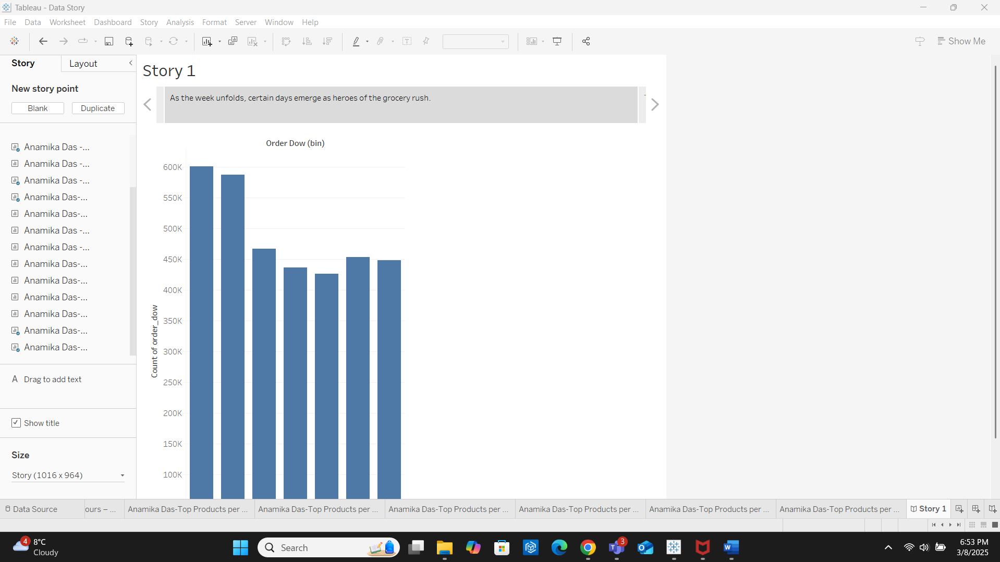 Tableau - Data Story
File Data Worksheet Dashboard Story Analysis Format Server Window Help
Show Me
Story Layout
New story point
Blank Duplicate
Anamika Das -...
Anamika Das -...
Anamika Das -...
Anamika Das-...
Anamika Das-...
Anamika Das -...
Anamika Das -...
Anamika Das-...
Anamika Das-...
Anamika Das-...
Anamika Das-...
Anamika Das-...
Anamika Das-...
A Drag to add text
Show title
Size
Story (1016 x 964)
Story 1
As the week unfolds, certain days emerge as heroes of the grocery rush.
Order Dow (bin)
600K
550K
500K
450K
400K
350K
300K
250K
200K
150K
100K
Count of order_dow
Data Source ours – ... Anamika Das-Top Products per ... Anamika Das-Top Products per ... Anamika Das-Top Products per ... Anamika Das-Top Products per ... Anamika Das-Top Products per ... Anamika Das-Top Products per ... Story 1
4
8°C
Cloudy
Search
3
6:53 PM
3/8/2025